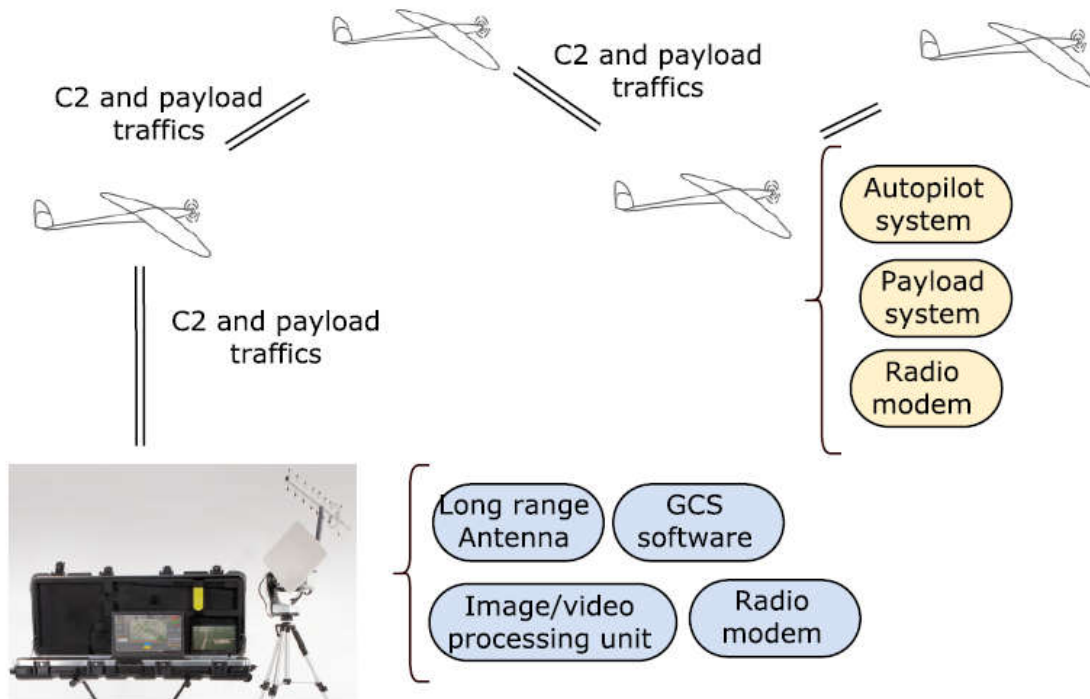 C2 and payload
traffics
C2 and payload
traffics
Autopilot
system
Payload
system
Radio
modem
C2 and payload
traffics
Long range
Antenna
GCS
software
Image/video
processing unit
Radio
modem